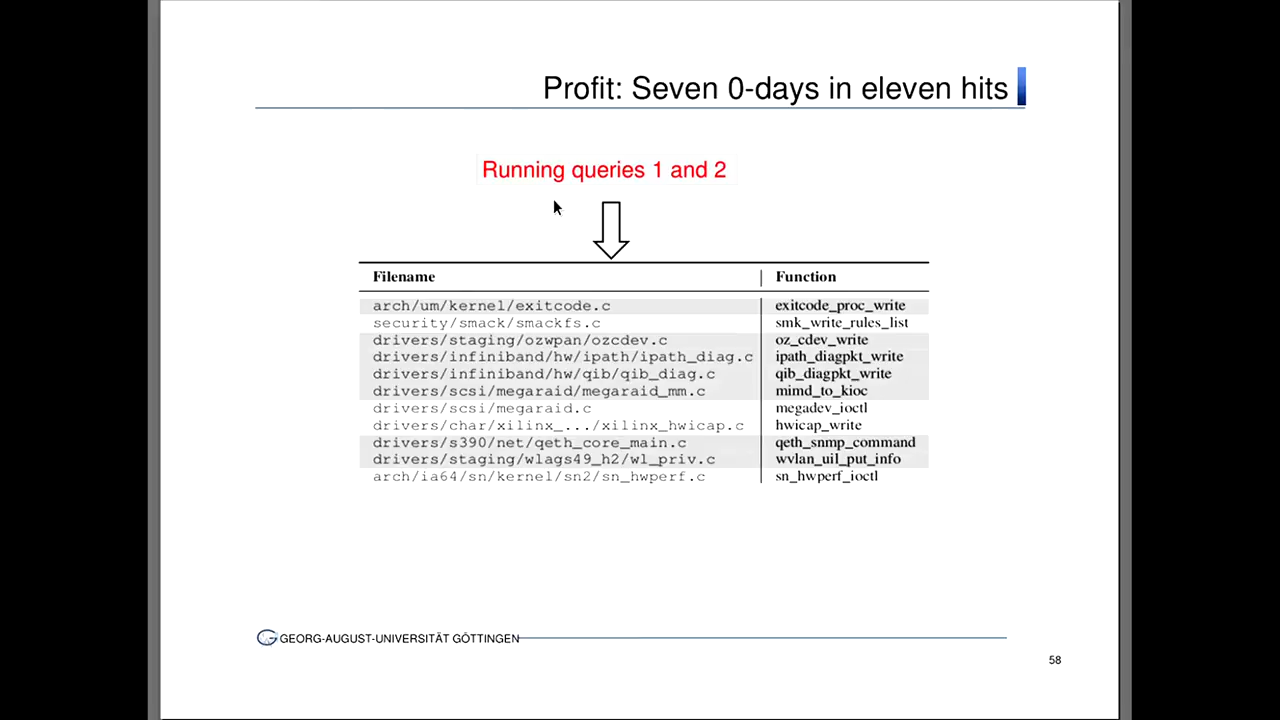 Profit: Seven 0-days in eleven hits
Running queries 1 and 2
Filename Function
arch/um/kernel/exitcode.c exitcode_proc_write
security/smack/smackfs.c smk_write_rules_list
drivers/staging/ozwpan/ozcdev.c oz_cdev_write
drivers/infiniband/hw/ipath/ipath_diag.c ipath_diagpkt_write
drivers/infiniband/hw/qib/qib_diag.c qib_diagpkt_write
drivers/scsi/megaraid/megaraid_mm.c mimd_to_kioc
drivers/scsi/megaraid.c megadev_ioctl
drivers/char/xilinx_.../xilinx_hwicap.c hwicap_write
drivers/s390/net/qeth_core_main.c qeth_snmp_command
drivers/staging/wlags49_h2/wl_priv.c wvlan_uil_put_info
arch/ia64/sn/kernel/sn2/sn_hwperf.c sn_hwperf_ioctl
GEORG-AUGUST-UNIVERSITÄT GÖTTINGEN
58